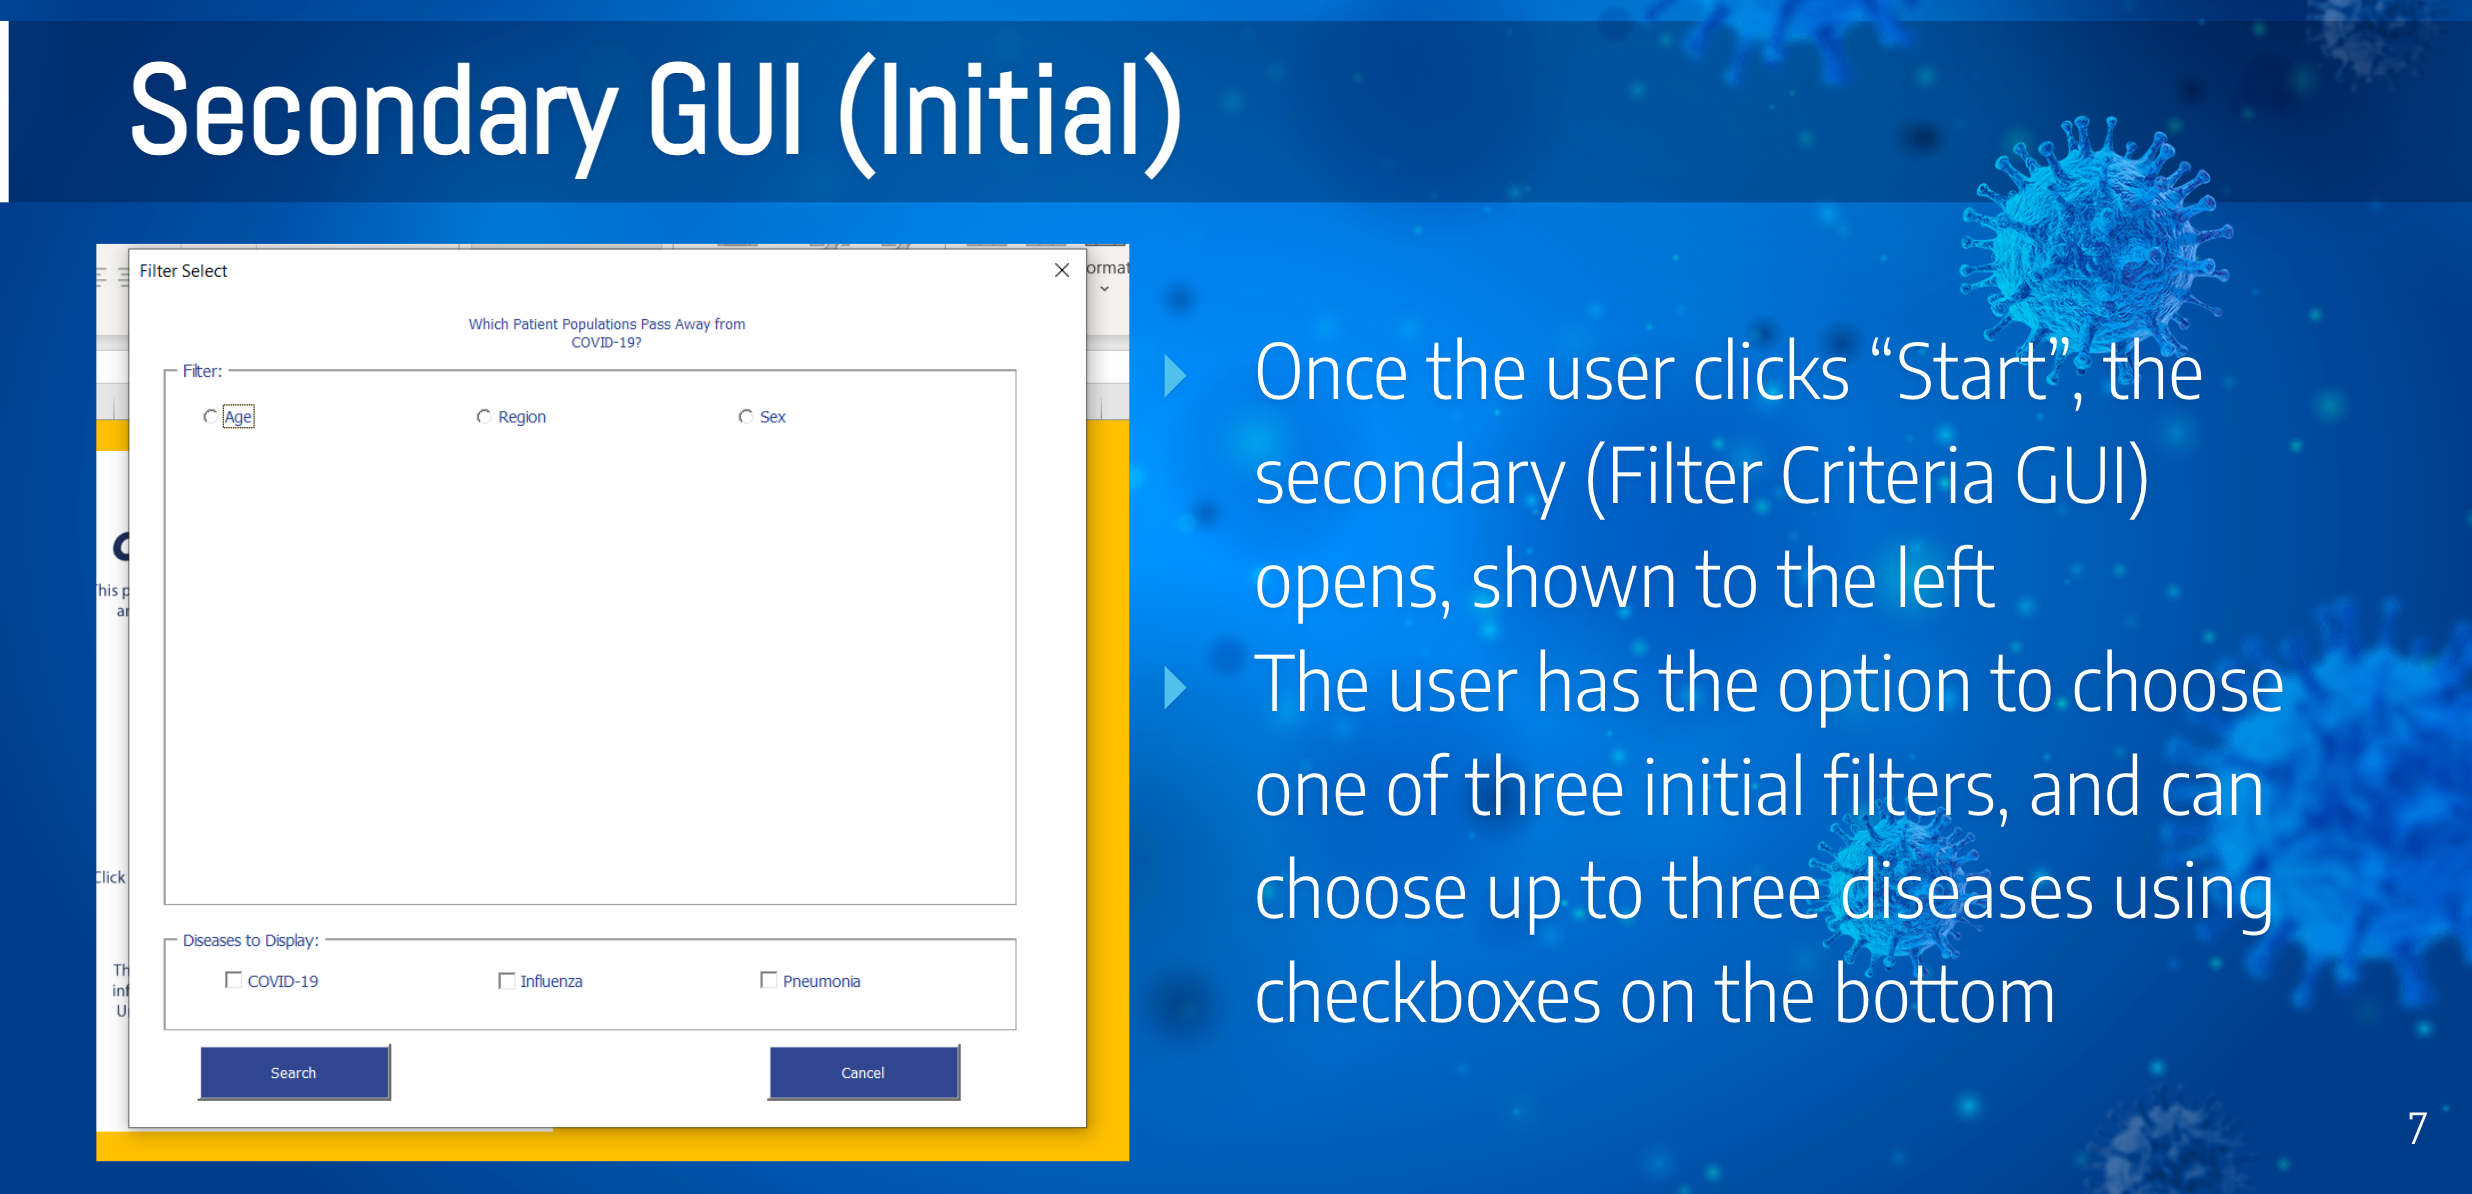 Secondary GUI (Initial)
Filter Select
ormat
Which Patient Populations Pass Away from
COVID-19?
Filter:
Age
Region
Sex
his p
ar
Click
Th
inf
U
Diseases to Display:
COVID-19
Influenza
Pneumonia
Search
Cancel
Once the user clicks “Start”, the
secondary (Filter Criteria GUI)
opens, shown to the left
The user has the option to choose
one of three initial filters, and can
choose up to three diseases using
checkboxes on the bottom
7